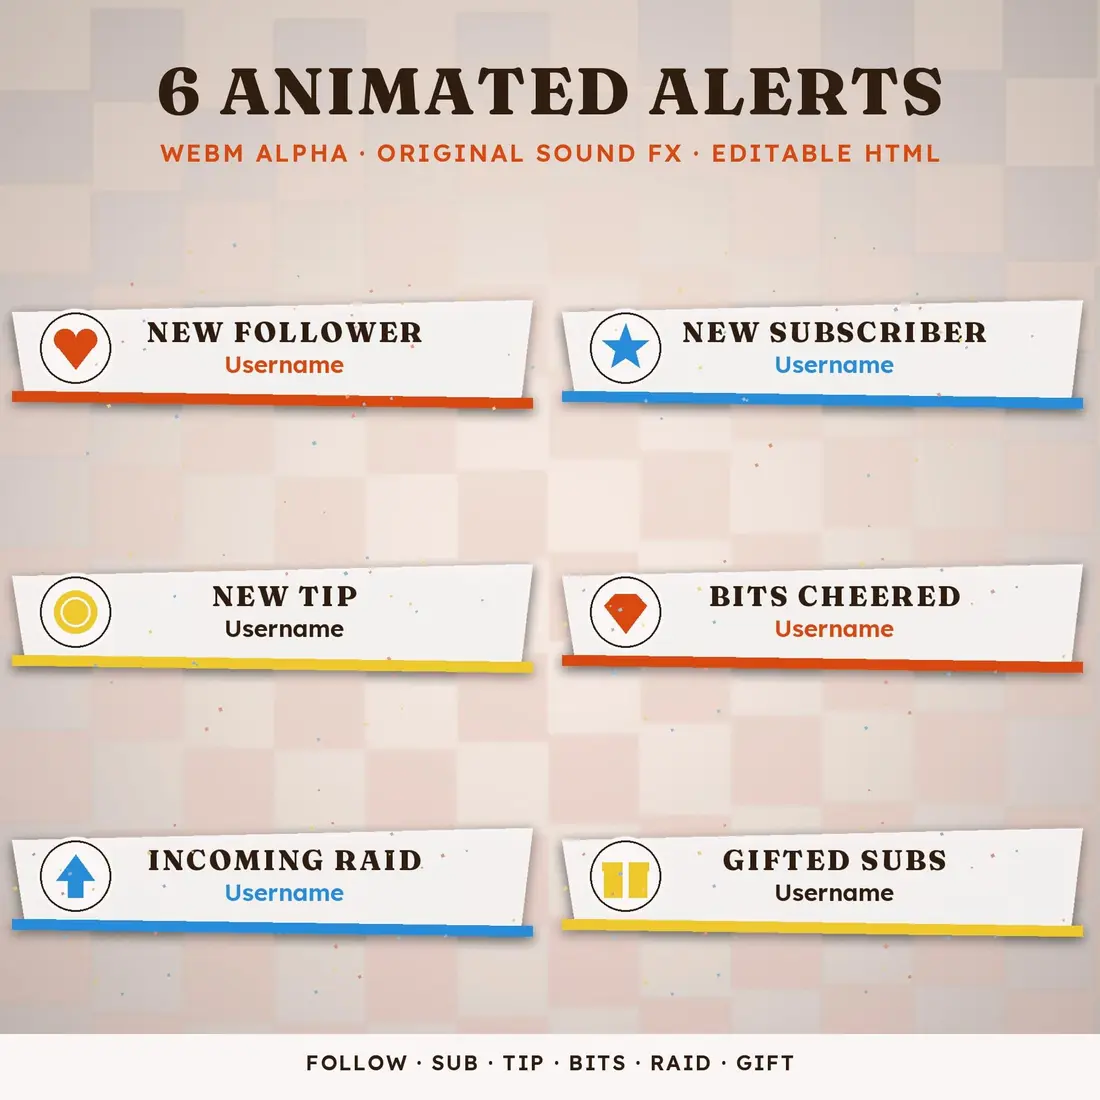 6 ANIMATED ALERTS
WEBM ALPHA · ORIGINAL SOUND FX · EDITABLE HTML
NEW FOLLOWER
Username
NEW SUBSCRIBER
Username
NEW TIP
Username
BITS CHEERED
Username
INCOMING RAID
Username
GIFTED SUBS
Username
FOLLOW · SUB · TIP · BITS · RAID · GIFT